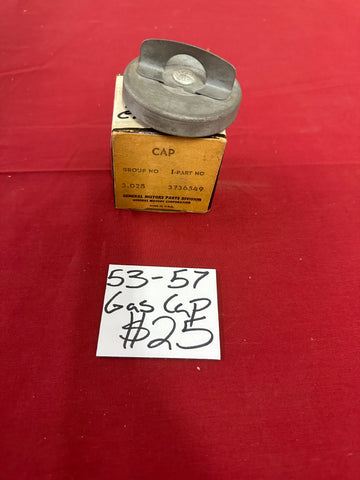 CAP
GROUP NO 1-PART NO
3.025 3736549
GENERAL MOTORS PARTS DIVISION
GENERAL MOTORS CORPORATION
53-57
Gas Cap
$25